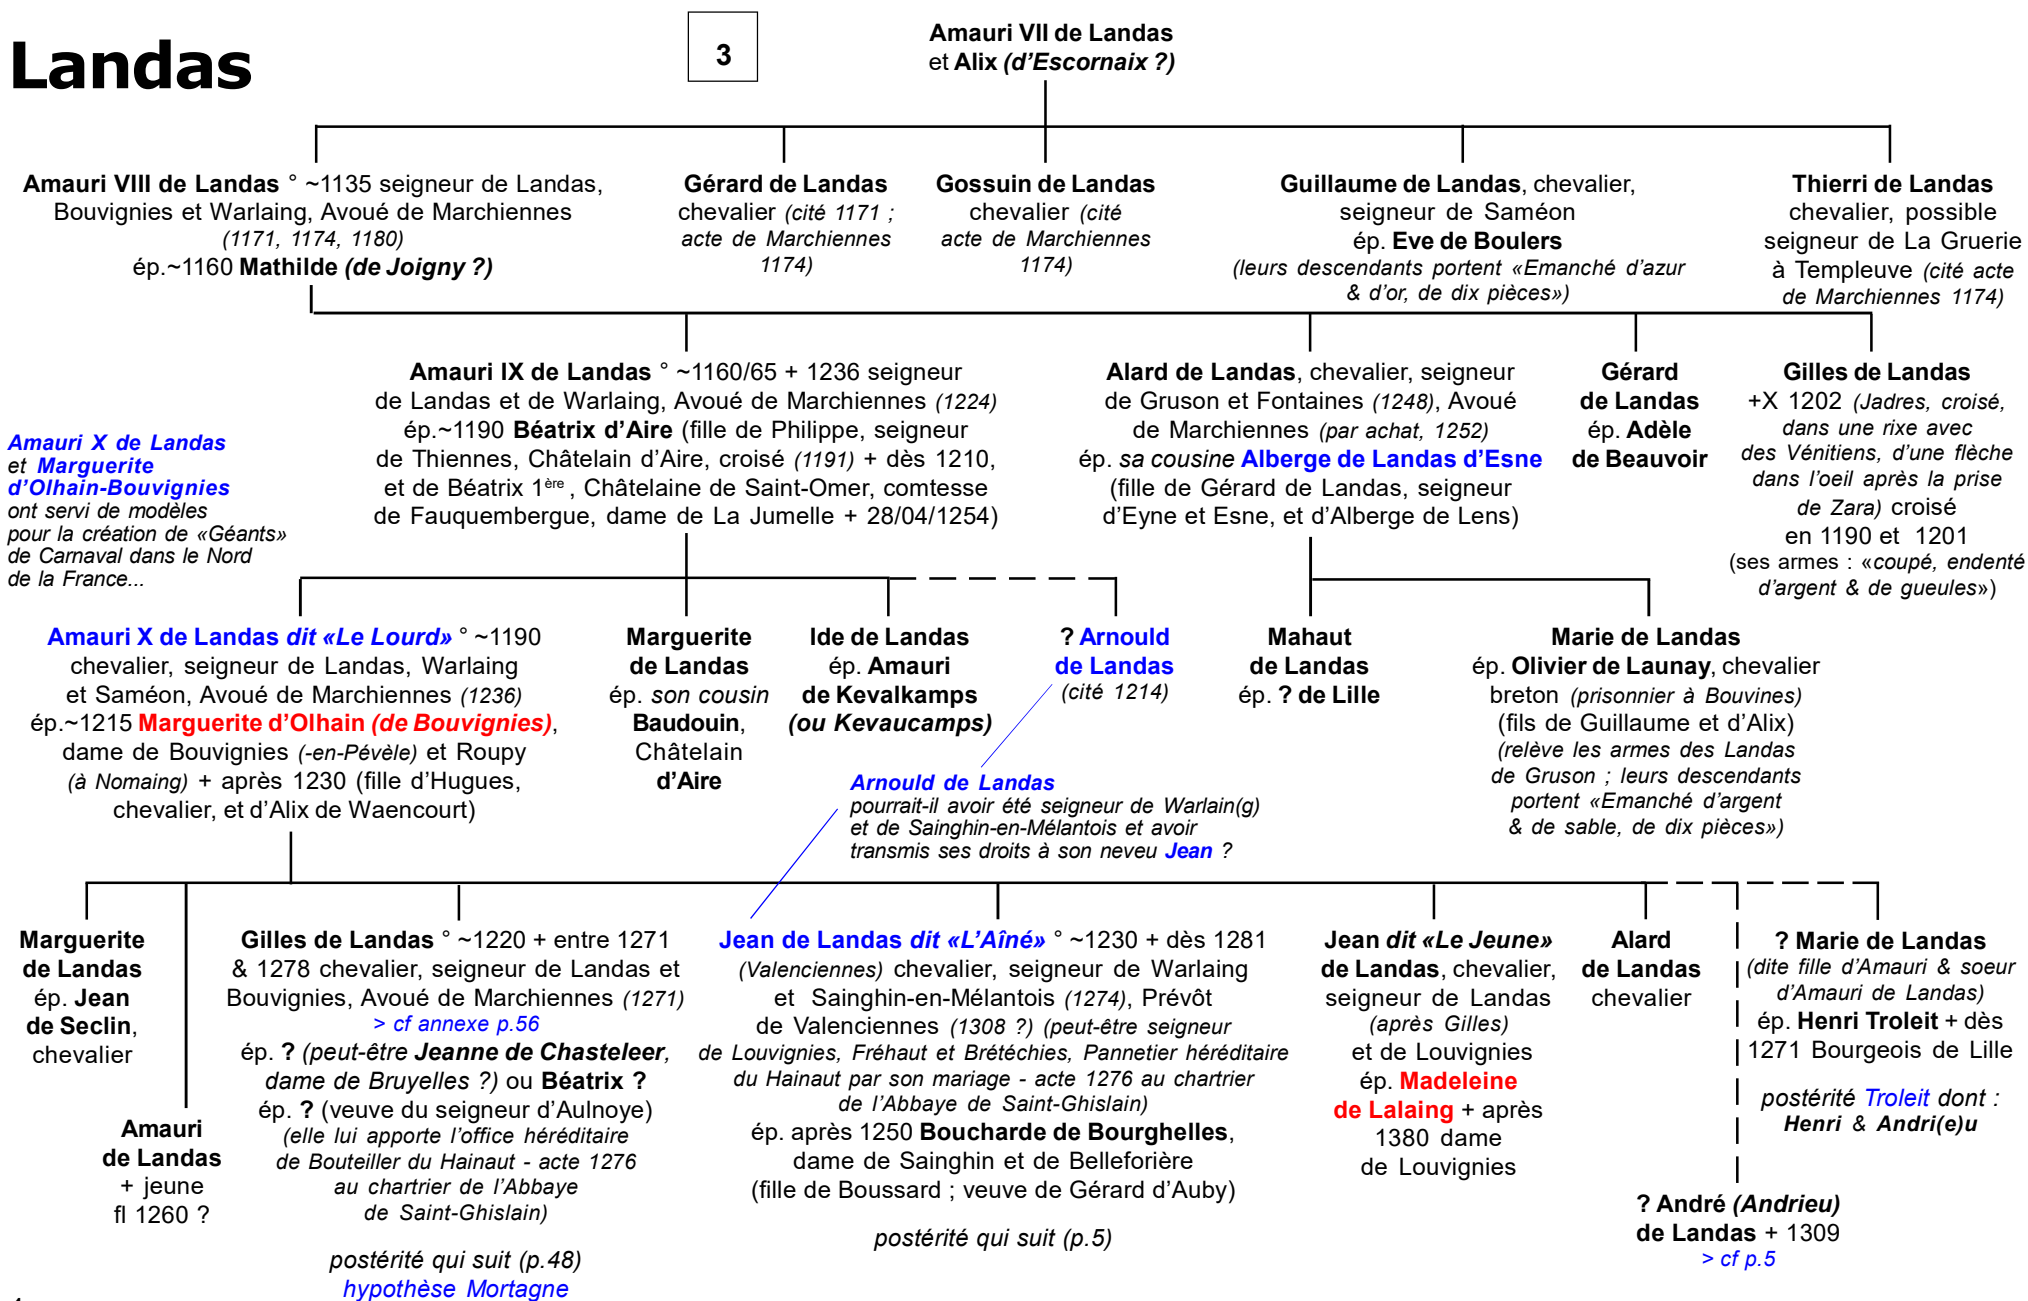 Landas
3
Amauri VII de Landas
et Alix (d'Escornaix ?)
Amauri VIII de Landas ° ~1135 seigneur de Landas,
Bouvignies et Warlaing, Avoué de Marchiennes
(1171, 1174, 1180)
ép.~1160 Mathilde (de Joigny ?)
Gérard de Landas
chevalier (cité 1171 ;
acte de Marchiennes
1174)
Gossuin de Landas
chevalier (cité
acte de Marchiennes
1174)
Guillaume de Landas, chevalier,
seigneur de Saméon
ép. Eve de Boulers
(leurs descendants portent «Emanché d'azur
& d'or, de dix pièces»)
Thierri de Landas
chevalier, possible
seigneur de La Gruerie
à Templeuve (cité acte
de Marchiennes 1174)
Amauri IX de Landas ° ~1160/65 + 1236 seigneur
de Landas et de Warlaing, Avoué de Marchiennes (1224)
ép.~1190 Béatrix d'Aire (fille de Philippe, seigneur
de Thiennes, Châtelain d'Aire, croisé (1191) + dès 1210,
et de Béatrix 1ère , Châtelaine de Saint-Omer, comtesse
de Fauquembergue, dame de La Jumelle + 28/04/1254)
Alard de Landas, chevalier, seigneur
de Gruson et Fontaines (1248), Avoué
de Marchiennes (par achat, 1252)
ép. sa cousine Alberge de Landas d'Esne
(fille de Gérard de Landas, seigneur
d'Eyne et Esne, et d'Alberge de Lens)
Gérard
de Landas
ép. Adèle
de Beauvoir
Gilles de Landas
+X 1202 (Jadres, croisé,
dans une rixe avec
des Vénitiens, d'une flèche
dans l'oeil après la prise
de Zara) croisé
en 1190 et 1201
(ses armes : «coupé, endenté
d'argent & de gueules»)
Amauri X de Landas
et Marguerite
d'Olhain-Bouvignies
ont servi de modèles
pour la création de «Géants»
de Carnaval dans le Nord
de la France...
Amauri X de Landas dit «Le Lourd» ° ~1190
chevalier, seigneur de Landas, Warlaing
et Saméon, Avoué de Marchiennes (1236)
ép.~1215 Marguerite d'Olhain (de Bouvignies),
dame de Bouvignies (-en-Pévèle) et Roupy
(à Nomaing) + après 1230 (fille d'Hugues,
chevalier, et d'Alix de Waencourt)
Marguerite
de Landas
ép. son cousin
Baudouin,
Châtelain
d'Aire
Ide de Landas
ép. Amauri
de Kevalkamps
(ou Kevaucamps)
? Arnould
de Landas
(cité 1214)
Mahaut
de Landas
ép. ? de Lille
Marie de Landas
ép. Olivier de Launay, chevalier
breton (prisonnier à Bouvines)
(fils de Guillaume et d'Alix)
(relève les armes des Landas
de Gruson ; leurs descendants
portent «Emanché d'argent
& de sable, de dix pièces»)
Arnould de Landas
pourrait-il avoir été seigneur de Warlain(g)
et de Sainghin-en-Mélantois et avoir
transmis ses droits à son neveu Jean ?
Marguerite
de Landas
ép. Jean
de Seclin,
chevalier
Amauri
de Landas
+ jeune
fl 1260 ?
Gilles de Landas ° ~1220 + entre 1271
& 1278 chevalier, seigneur de Landas et
Bouvignies, Avoué de Marchiennes (1271)
> cf annexe p.56
ép. ? (peut-être Jeanne de Chasteleer,
dame de Bruyelles ?) ou Béatrix ?
ép. ? (veuve du seigneur d'Aulnoye)
(elle lui apporte l'office héréditaire
de Bouteiller du Hainaut - acte 1276
au chartrier de l'Abbaye
de Saint-Ghislain)
postérité qui suit (p.48)
hypothèse Mortagne
Jean de Landas dit «L'Aîné» ° ~1230 + dès 1281
(Valenciennes) chevalier, seigneur de Warlaing
et Sainghin-en-Mélantois (1274), Prévôt
de Valenciennes (1308 ?) (peut-être seigneur
de Louvignies, Fréhaut et Brétéchies, Pannetier héréditaire
du Hainaut par son mariage - acte 1276 au chartrier
de l'Abbaye de Saint-Ghislain)
ép. après 1250 Boucharde de Bourghelles,
dame de Sainghin et de Belleforière
(fille de Boussard ; veuve de Gérard d'Auby)
postérité qui suit (p.5)
Jean dit «Le Jeune»
de Landas, chevalier,
seigneur de Landas
(après Gilles)
et de Louvignies
ép. Madeleine
de Lalaing + après
1380 dame
de Louvignies
Alard
de Landas
chevalier
? Marie de Landas
(dite fille d'Amauri & soeur
d'Amauri de Landas)
ép. Henri Troleit + dès
1271 Bourgeois de Lille
postérité Troleit dont :
Henri & Andri(e)u
? André (Andrieu)
de Landas + 1309
> cf p.5